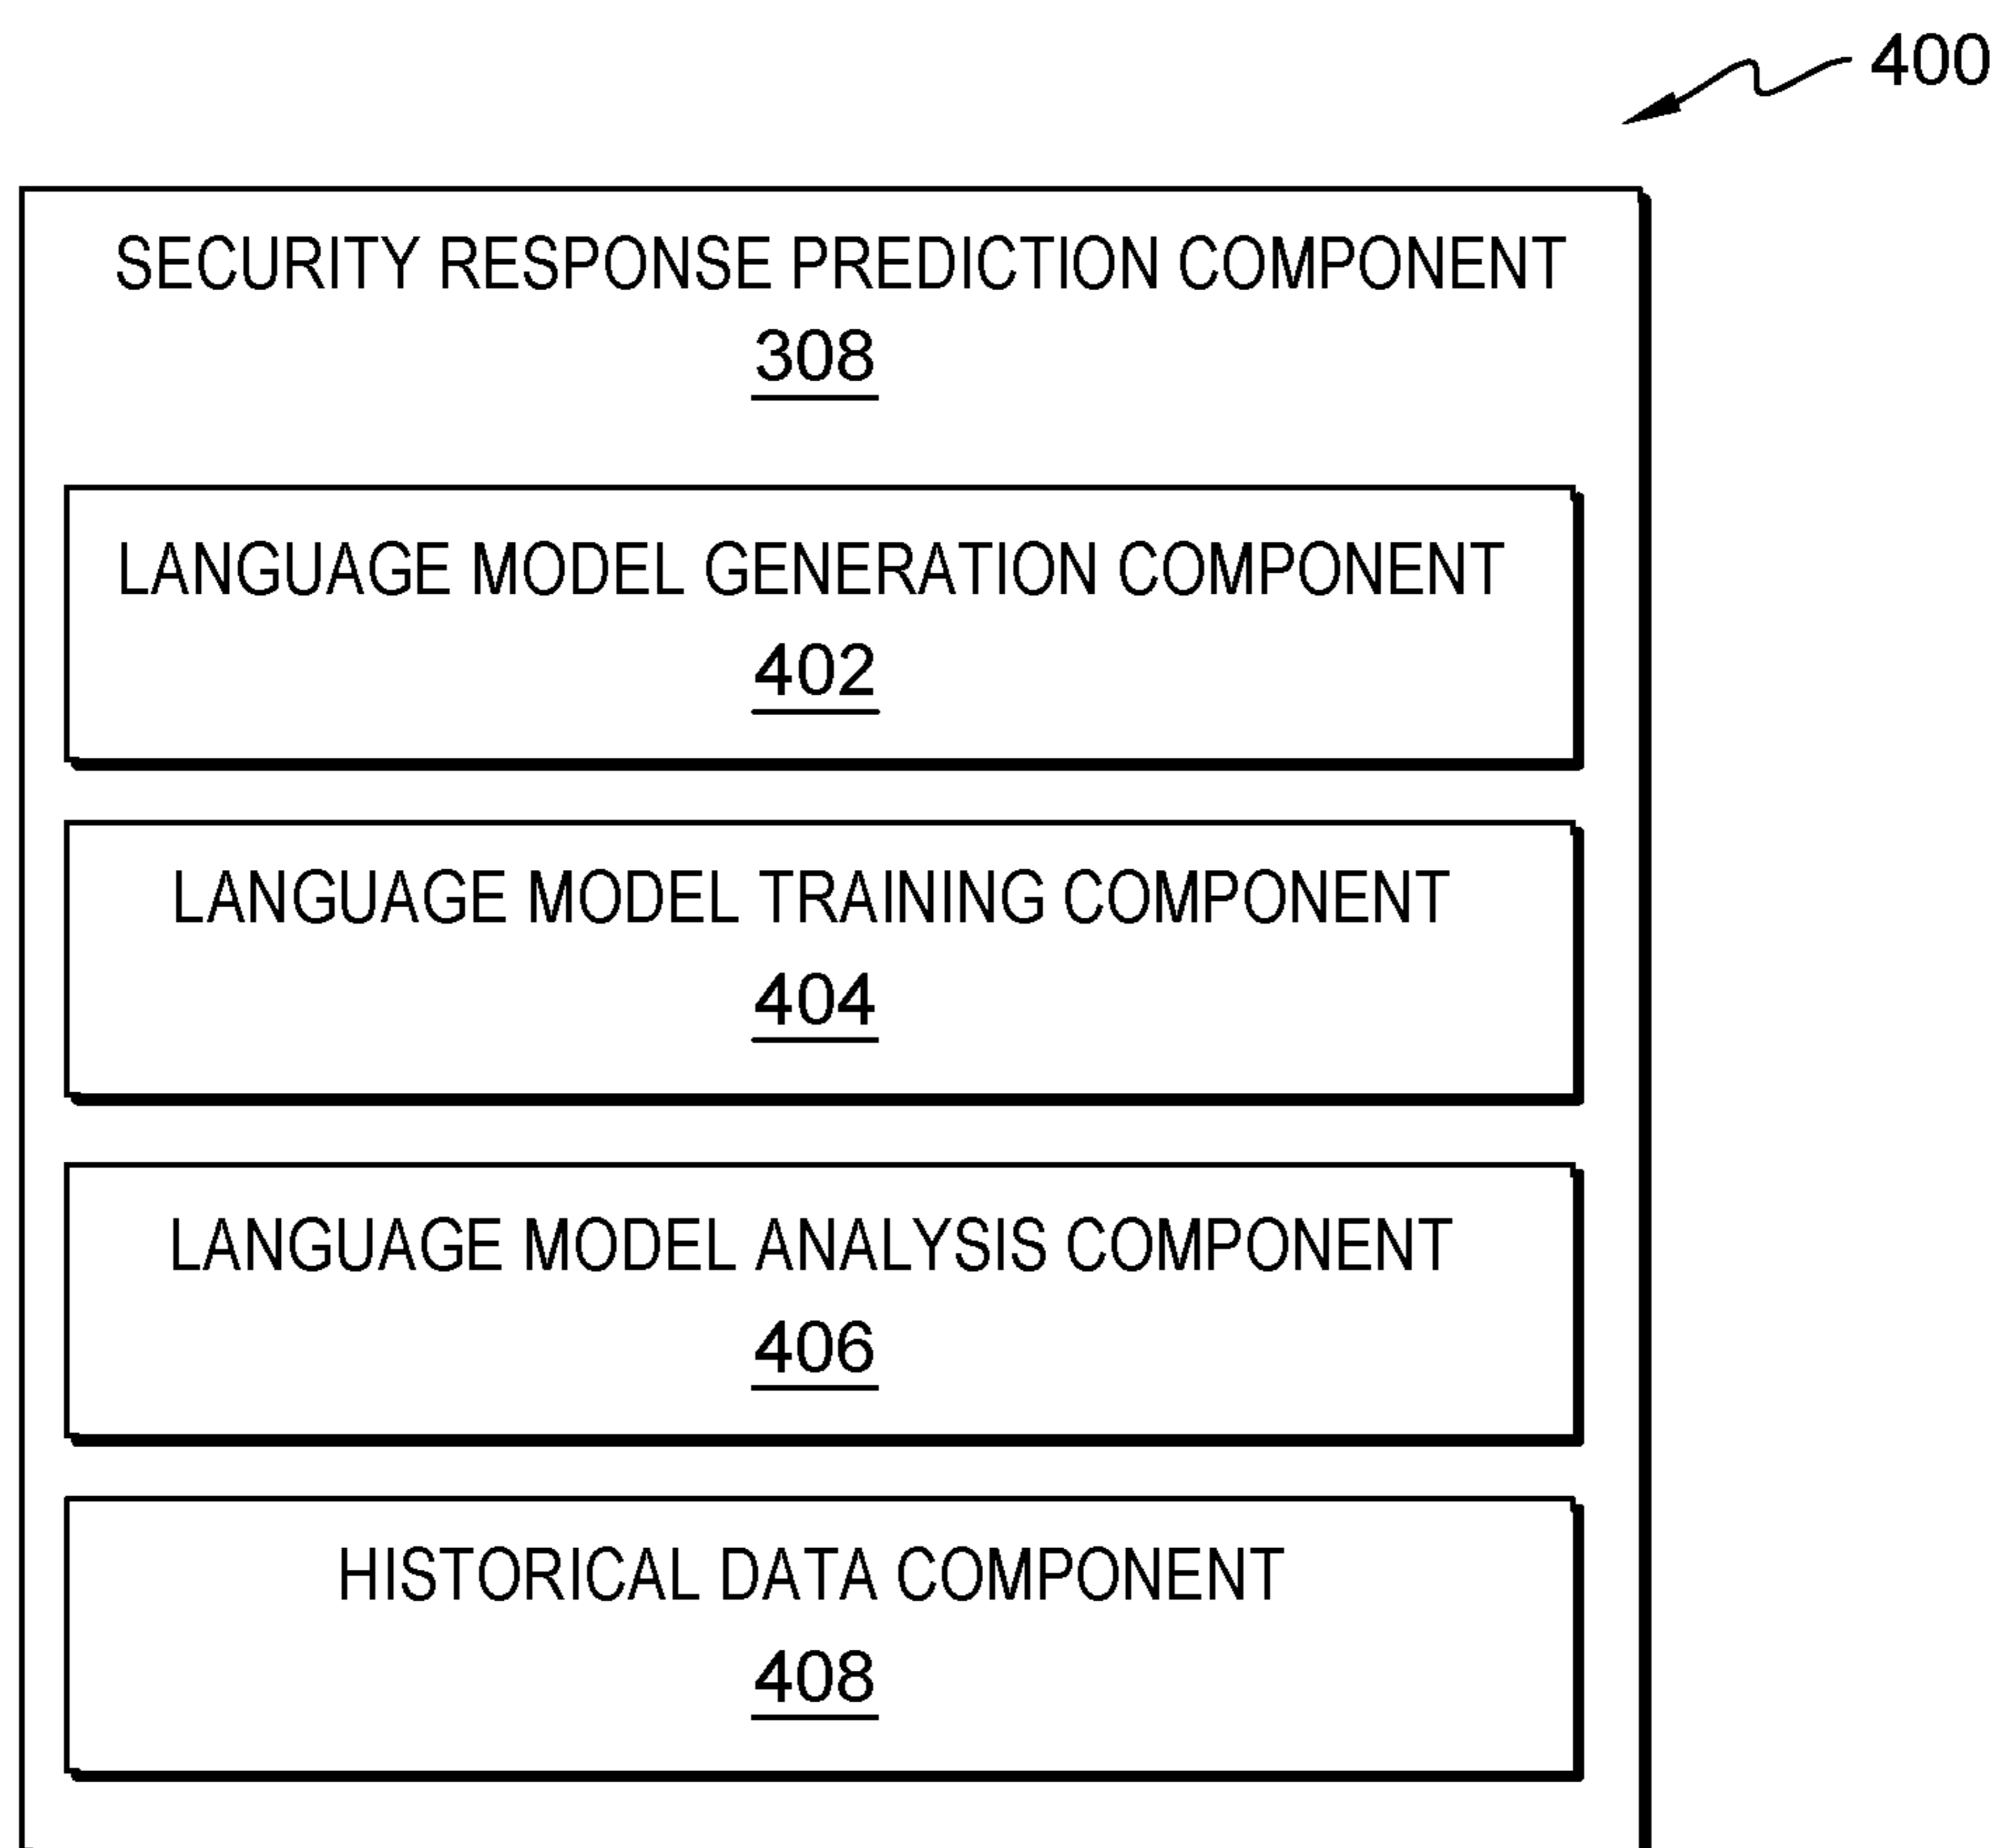 400
SECURITY RESPONSE PREDICTION COMPONENT
308
LANGUAGE MODEL GENERATION COMPONENT
402
LANGUAGE MODEL TRAINING COMPONENT
404
LANGUAGE MODEL ANALYSIS COMPONENT
406
HISTORICAL DATA COMPONENT
408